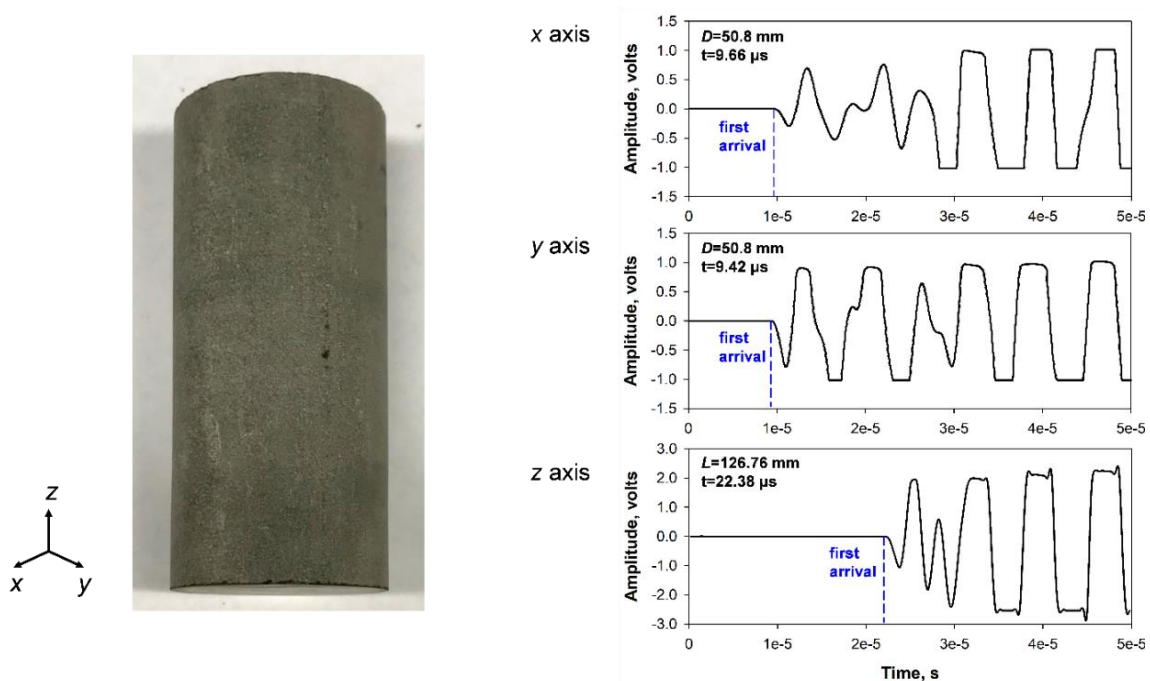 x axis
Amplitude, volts
1.5
1.0
0.5
0.0
-0.5
-1.0
-1.5
D=50.8 mm
t=9.66 µs
first
arrival
0 1e-5 2e-5 3e-5 4e-5 5e-5
y axis
Amplitude, volts
1.5
1.0
0.5
0.0
-0.5
-1.0
-1.5
D=50.8 mm
t=9.42 µs
first
arrival
0 1e-5 2e-5 3e-5 4e-5 5e-5
z axis
Amplitude, volts
3.0
2.0
1.0
0.0
-1.0
-2.0
-3.0
L=126.76 mm
t=22.38 µs
first
arrival
0 1e-5 2e-5 3e-5 4e-5 5e-5
Time, s
z
x y